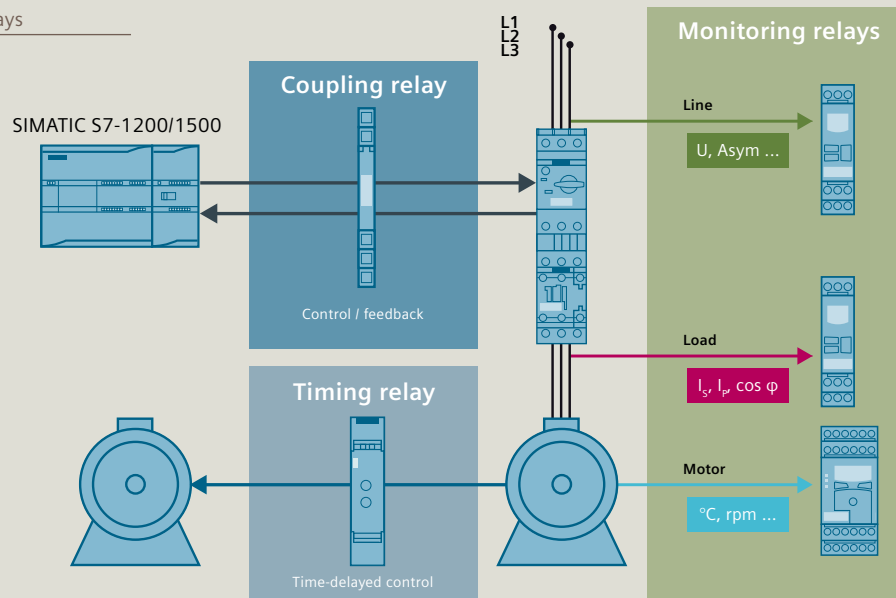 L1
L2
L3
Monitoring relays
Coupling relay
SIMATIC S7-1200/1500
Line
U, Asym ...
Control / feedback
Load
Iₛ, Iₚ, cos φ
Timing relay
Motor
°C, rpm ...
Time-delayed control